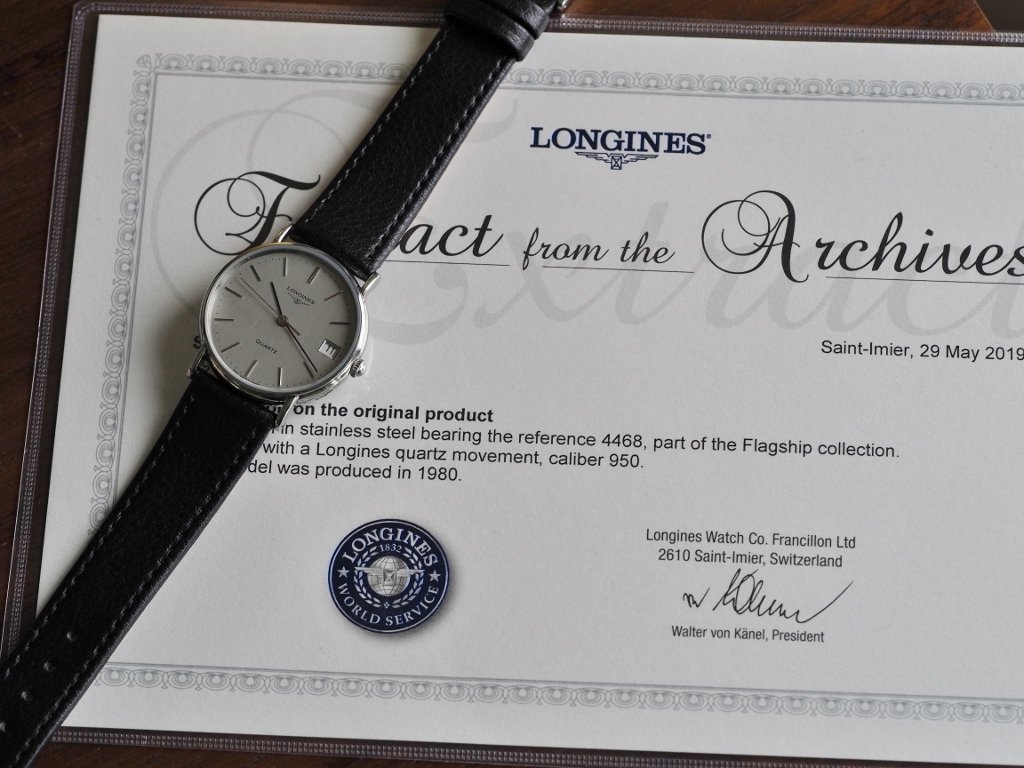 LONGINES
act from the Archives
Extract
Saint-Imier, 29 May 2019
LONGINES
QUARTZ
11
on the original product
in stainless steel bearing the reference 4468, part of the Flagship collection.
with a Longines quartz movement, caliber 950.
del was produced in 1980.
LONGINES
1832
WORLD SERVICE
Longines Watch Co. Francillon Ltd
2610 Saint-Imier, Switzerland
Walter von Känel, President